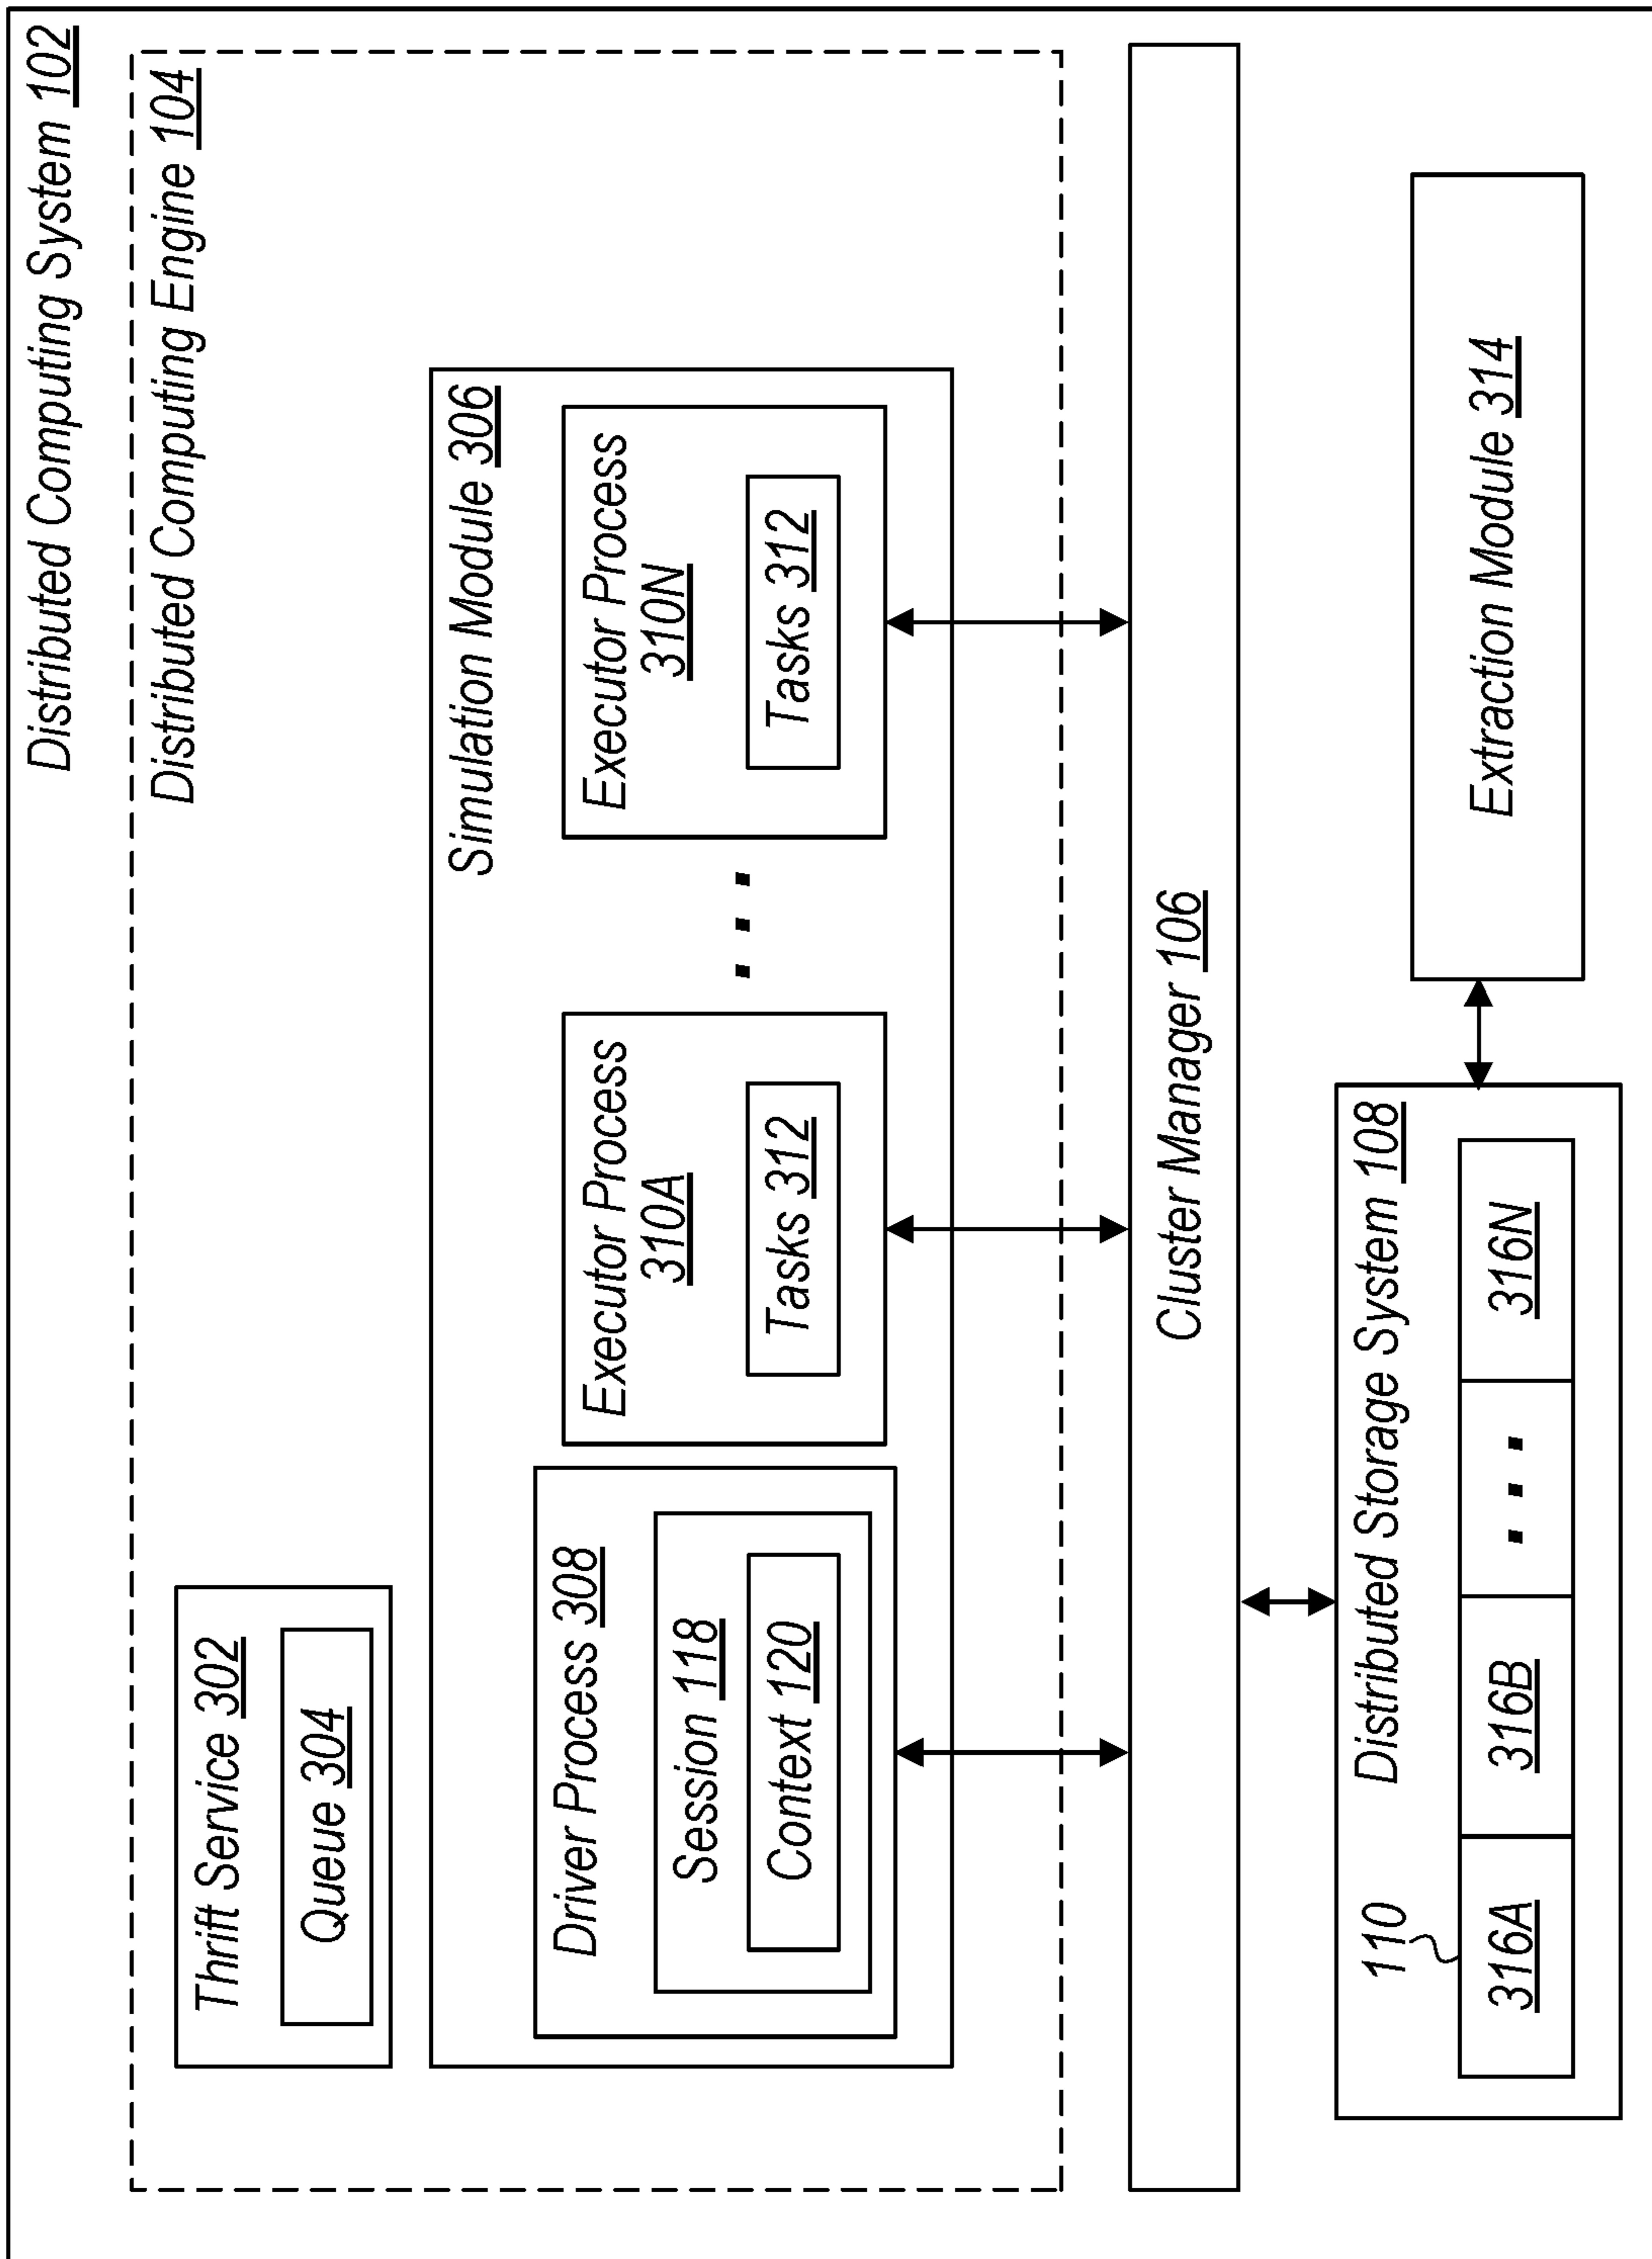 Distributed Computing System 102
Distributed Computing Engine 104
Thrift Service 302
Queue 304
Simulation Module 306
Driver Process 308
Session 118
Context 120
Executor Process
310A
Tasks 312
. . .
Executor Process
310N
Tasks 312
Cluster Manager 106
Distributed Storage System 108
110
316A
316B
. . .
316N
Extraction Module 314